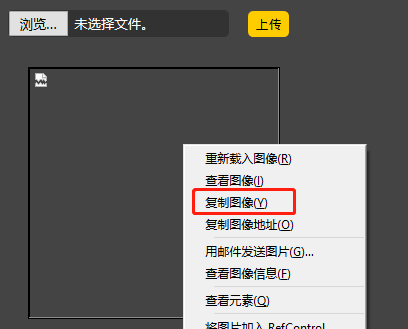 浏览... 未选择文件。 上传
重新载入图像(R)
查看图像(I)
复制图像(Y)
复制图像地址(O)
用邮件发送图片(G)...
查看图像信息(F)
查看元素(Q)
将图片加入 RefControl